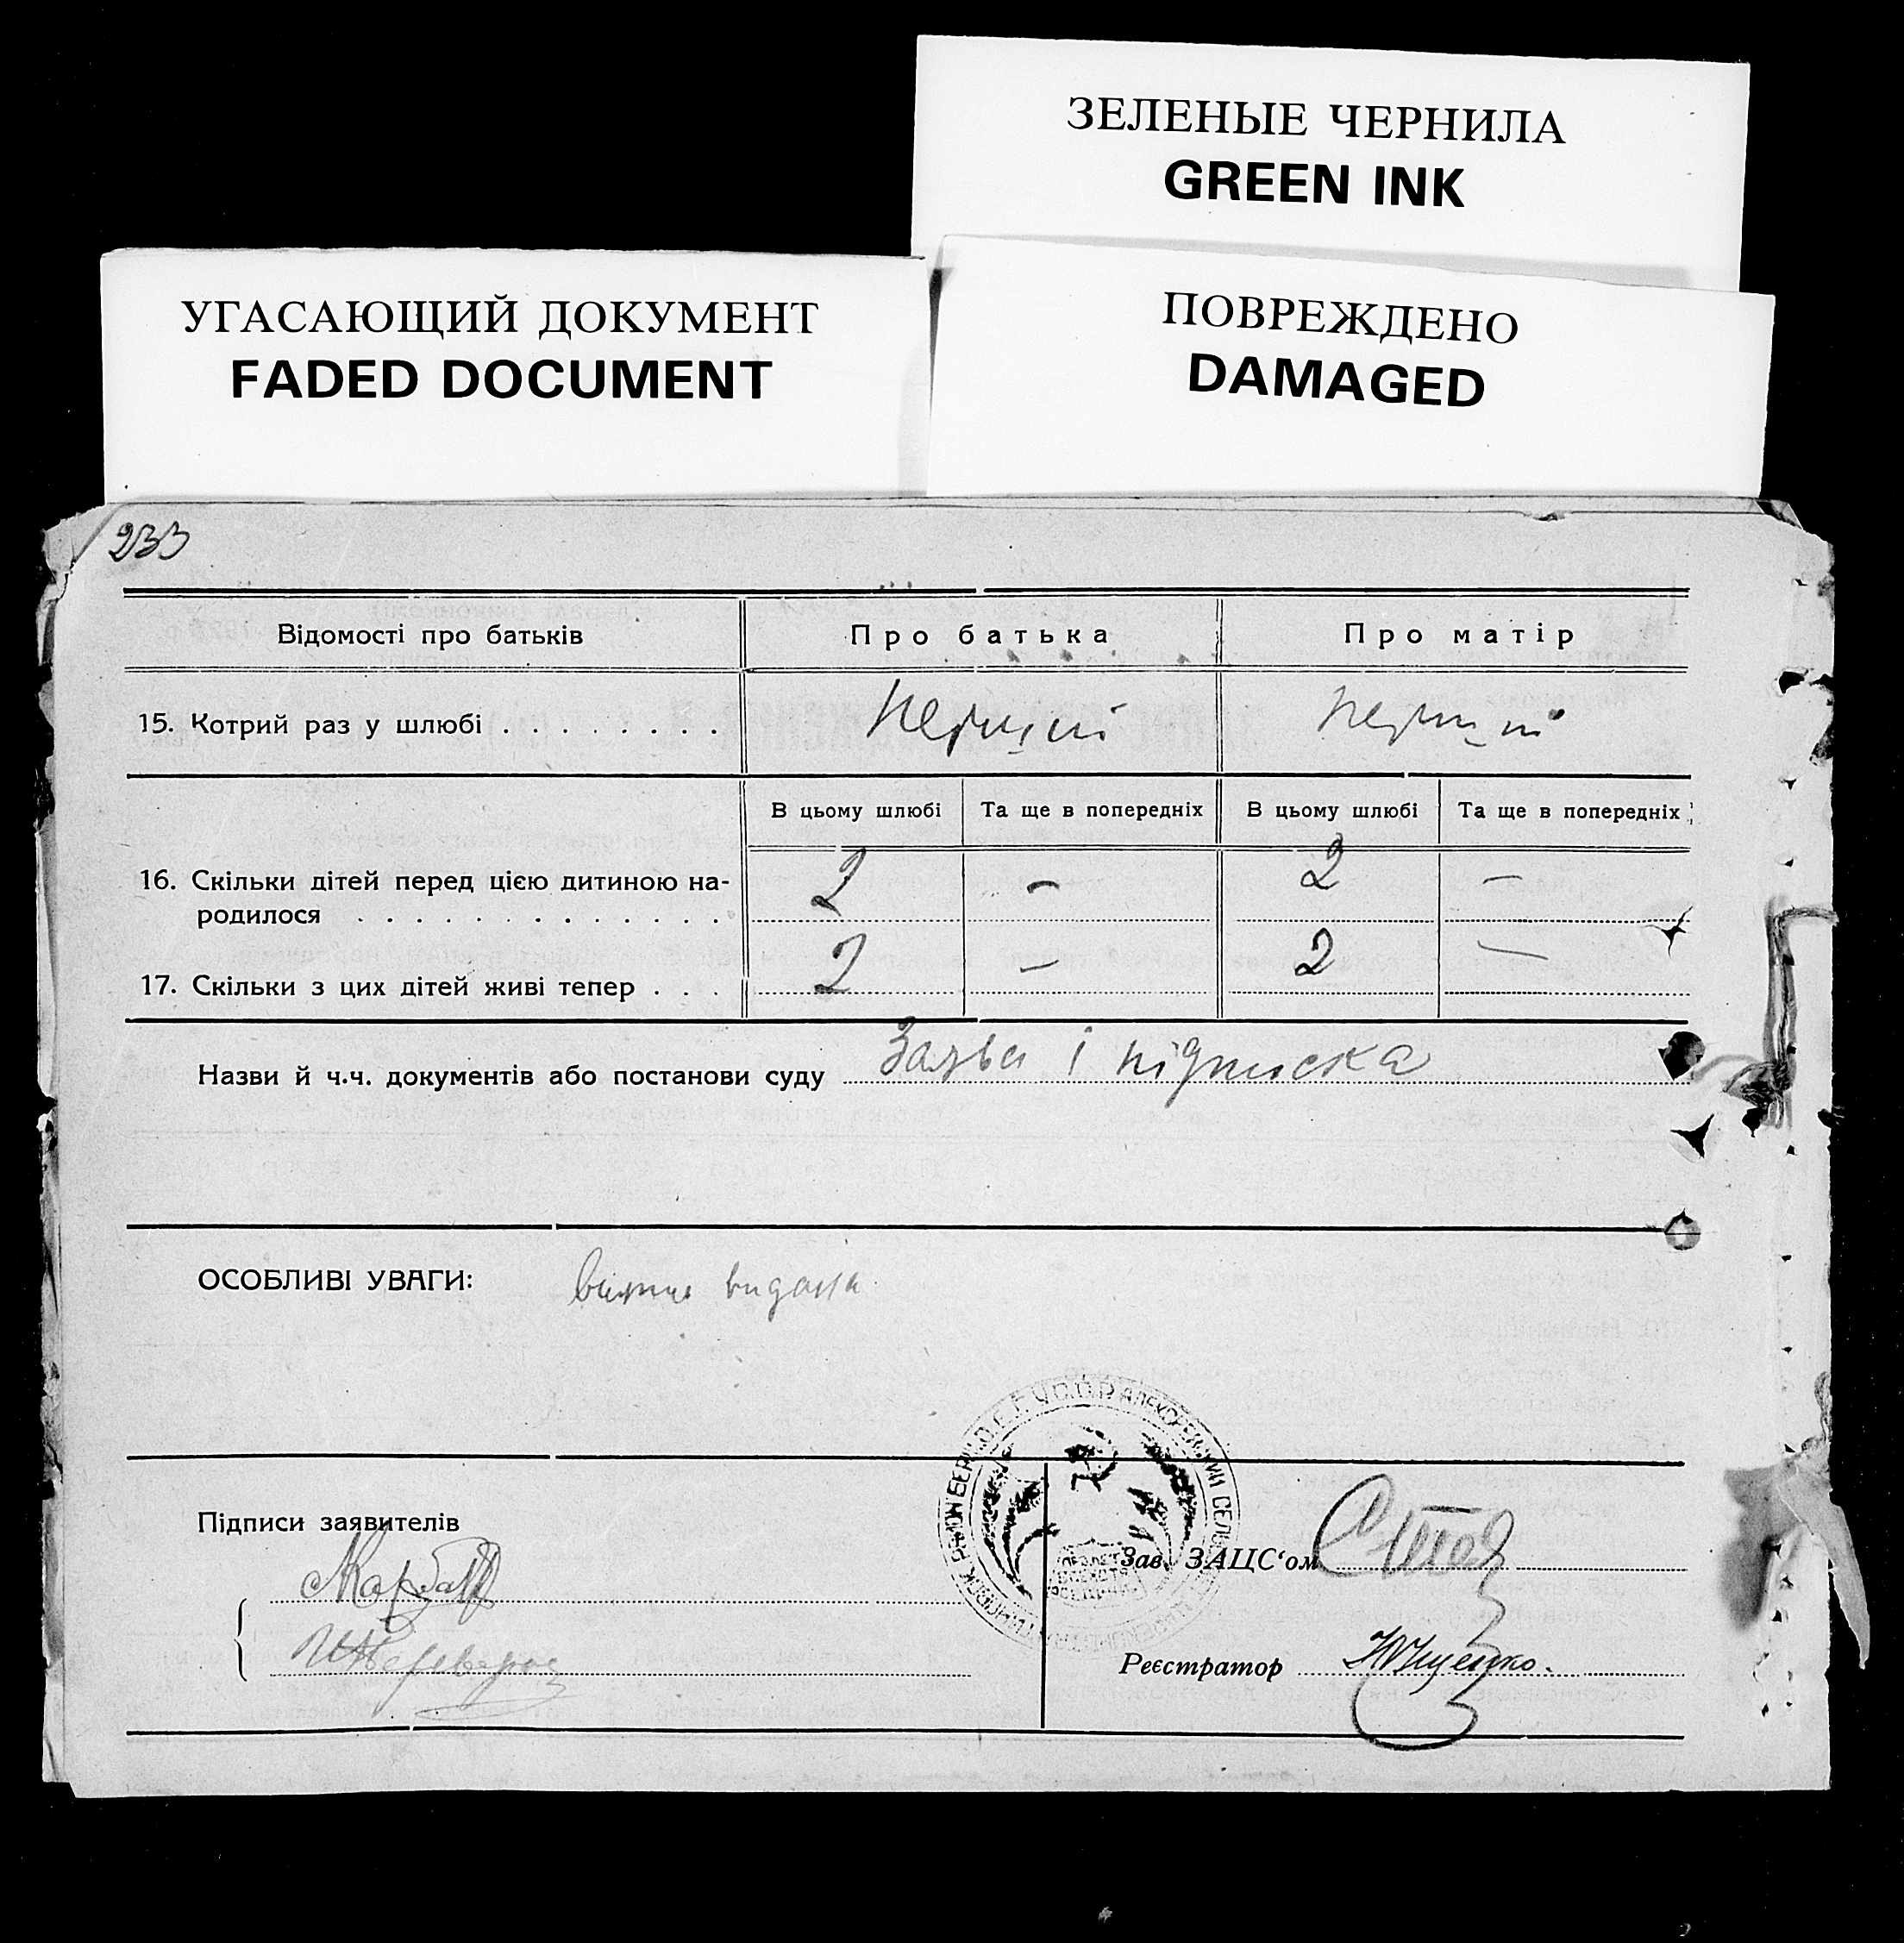 ЗЕЛЕНЫЕ ЧЕРНИЛА
GREEN INK
УГАСАЮЩИЙ ДОКУМЕНТ
FADED DOCUMENT
ПОВРЕЖДЕНО
DAMAGED
233
Відомості про батьків Про батька Про матір
15. Котрий раз у шлюбі . . . . . . . . перший перший
В цьому шлюбі Та ще в попередніх В цьому шлюбі Та ще в попередніх
16. Скільки дітей перед цією дитиною на-
родилося . . . . . . . . . . . . . 2 — 2 —
17. Скільки з цих дітей живі тепер . . . 2 — 2 —
Назви й ч.ч. документів або постанови суду Заява і підписка
ОСОБЛИВІ УВАГИ: видана
У.С.Р.Р.
Підписи заявителів
Зав. ЗАЦС‘ом
Реєстратор